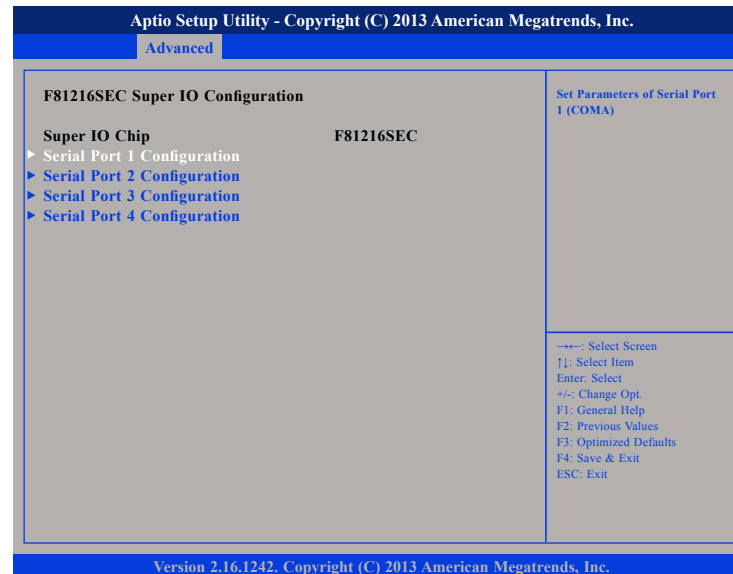 Aptio Setup Utility - Copyright (C) 2013 American Megatrends, Inc.
Advanced
F81216SEC Super IO Configuration
Super IO Chip F81216SEC
► Serial Port 1 Configuration
► Serial Port 2 Configuration
► Serial Port 3 Configuration
► Serial Port 4 Configuration
Set Parameters of Serial Port
1 (COMA)
→←: Select Screen
↑↓: Select Item
Enter: Select
+/-: Change Opt.
F1: General Help
F2: Previous Values
F3: Optimized Defaults
F4: Save & Exit
ESC: Exit
Version 2.16.1242. Copyright (C) 2013 American Megatrends, Inc.